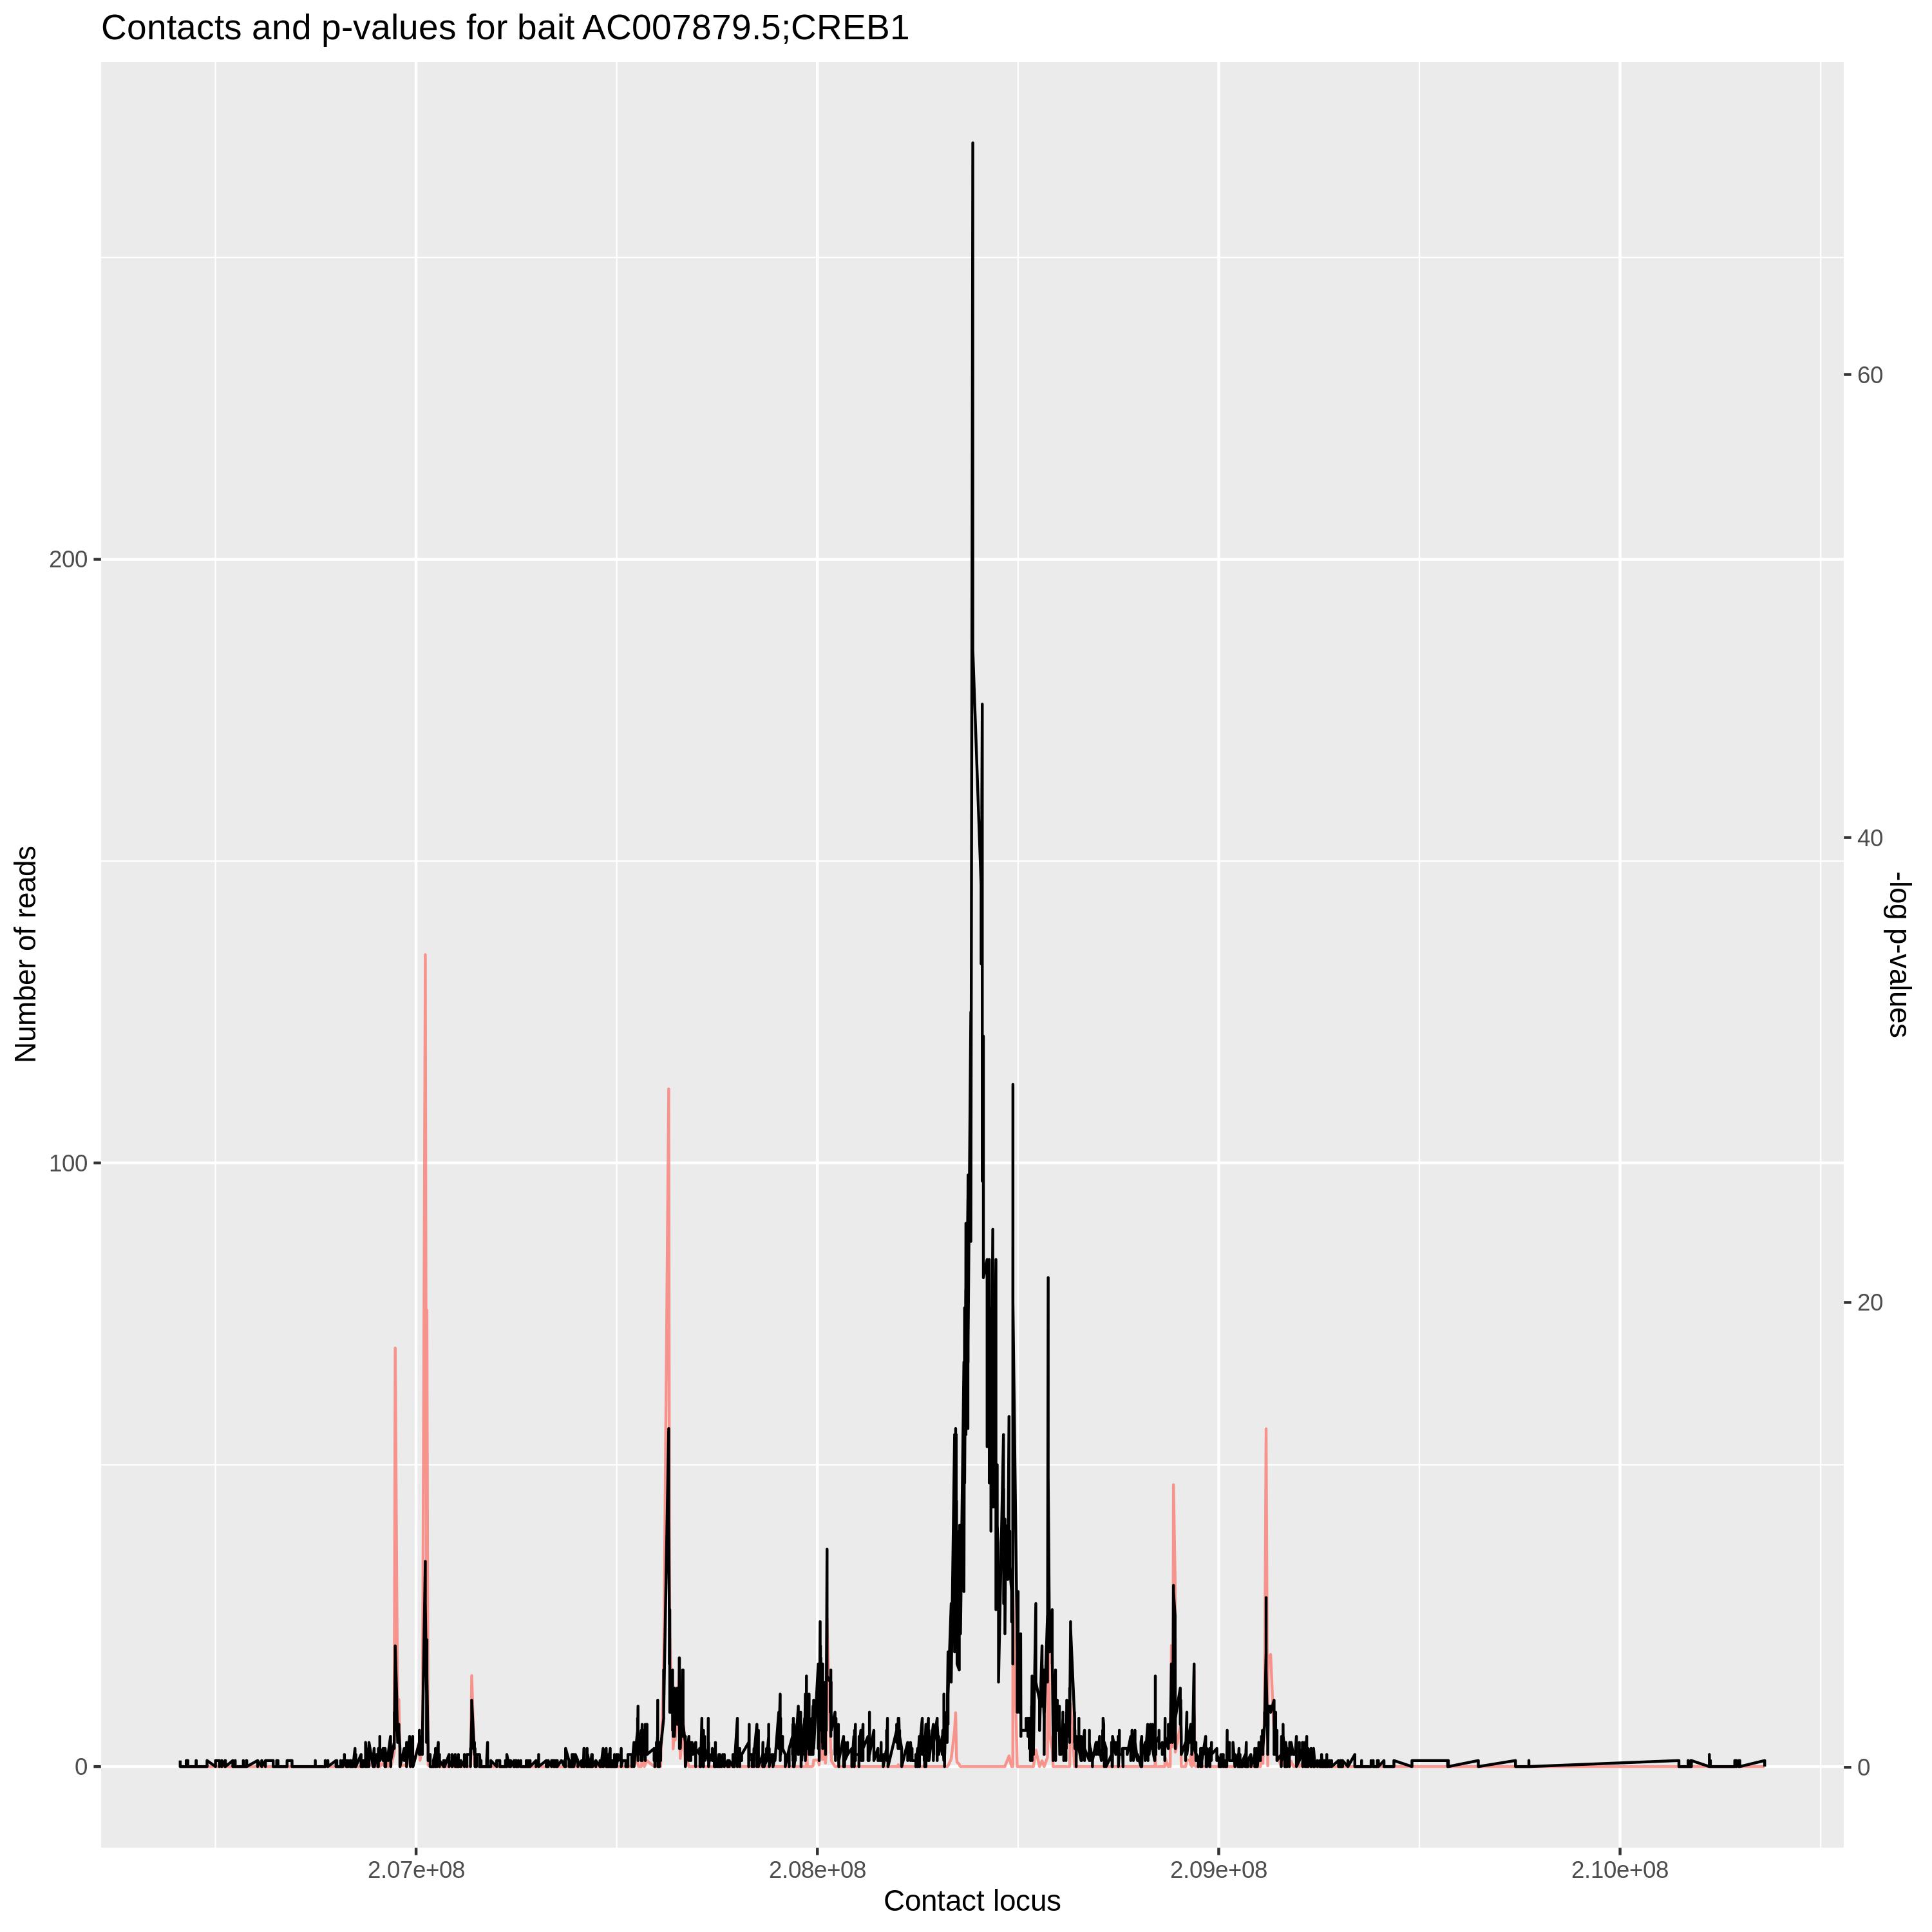 Contacts and p-values for bait AC007879.5;CREB1
Number of reads
200
100
0
60
40
20
0
-log p-values
2.07e+08
2.08e+08
2.09e+08
2.10e+08
Contact locus